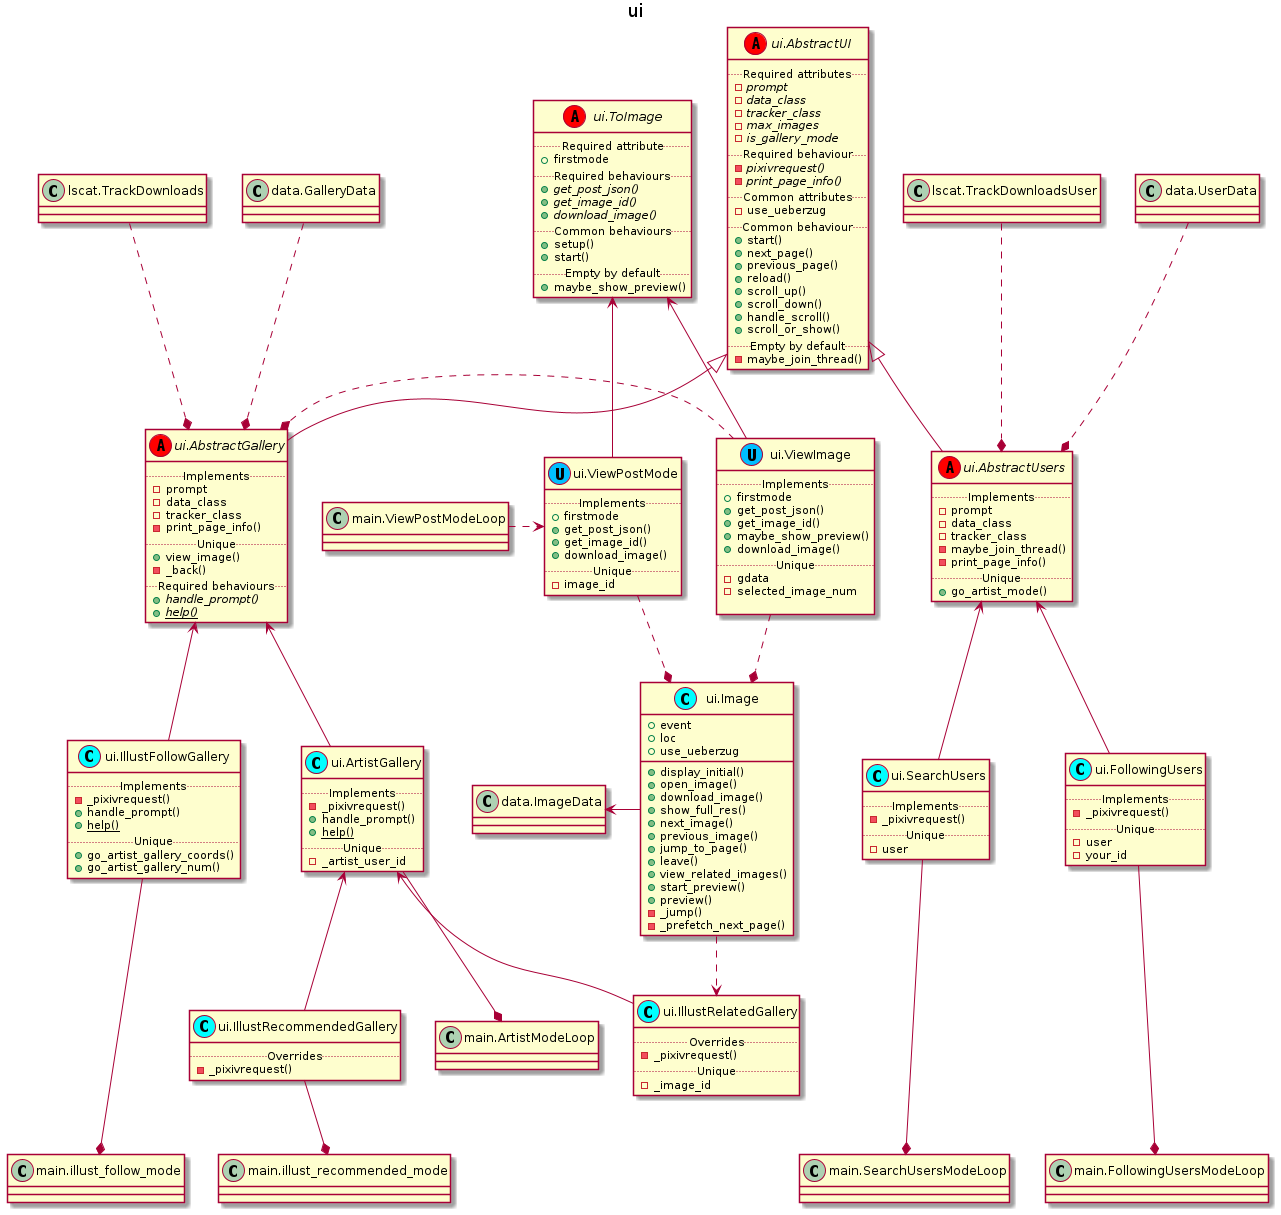 ui
A ui.AbstractUI
Required attributes
prompt
data_class
tracker_class
max_images
is_gallery_mode
Required behaviour
pixivrequest()
print_page_info()
Common attributes
use_ueberzug
Common behaviour
start()
next_page()
previous_page()
reload()
scroll_up()
scroll_down()
handle_scroll()
scroll_or_show()
Empty by default
maybe_join_thread()
A ui.ToImage
Required attribute
firstmode
Required behaviours
get_post_json()
get_image_id()
download_image()
Common behaviours
setup()
start()
Empty by default
maybe_show_preview()
C lscat.TrackDownloads
C data.GalleryData
C lscat.TrackDownloadsUser
C data.UserData
A ui.AbstractGallery
Implements
prompt
data_class
tracker_class
print_page_info()
Unique
view_image()
_back()
Required behaviours
handle_prompt()
help()
C main.ViewPostModeLoop
U ui.ViewPostMode
Implements
firstmode
get_post_json()
get_image_id()
download_image()
Unique
image_id
U ui.ViewImage
Implements
firstmode
get_post_json()
get_image_id()
maybe_show_preview()
download_image()
Unique
gdata
selected_image_num
A ui.AbstractUsers
Implements
prompt
data_class
tracker_class
maybe_join_thread()
print_page_info()
Unique
go_artist_mode()
C ui.IllustFollowGallery
Implements
_pixivrequest()
handle_prompt()
help()
Unique
go_artist_gallery_coords()
go_artist_gallery_num()
C ui.ArtistGallery
Implements
_pixivrequest()
handle_prompt()
help()
Unique
_artist_user_id
C data.ImageData
C ui.Image
event
loc
use_ueberzug
display_initial()
open_image()
download_image()
show_full_res()
next_image()
previous_image()
jump_to_page()
leave()
view_related_images()
start_preview()
preview()
_jump()
_prefetch_next_page()
C ui.SearchUsers
Implements
_pixivrequest()
Unique
user
C ui.FollowingUsers
Implements
_pixivrequest()
Unique
user
your_id
C ui.IllustRecommendedGallery
Overrides
_pixivrequest()
C main.ArtistModeLoop
C ui.IllustRelatedGallery
Overrides
_pixivrequest()
Unique
_image_id
C main.illust_follow_mode
C main.illust_recommended_mode
C main.SearchUsersModeLoop
C main.FollowingUsersModeLoop